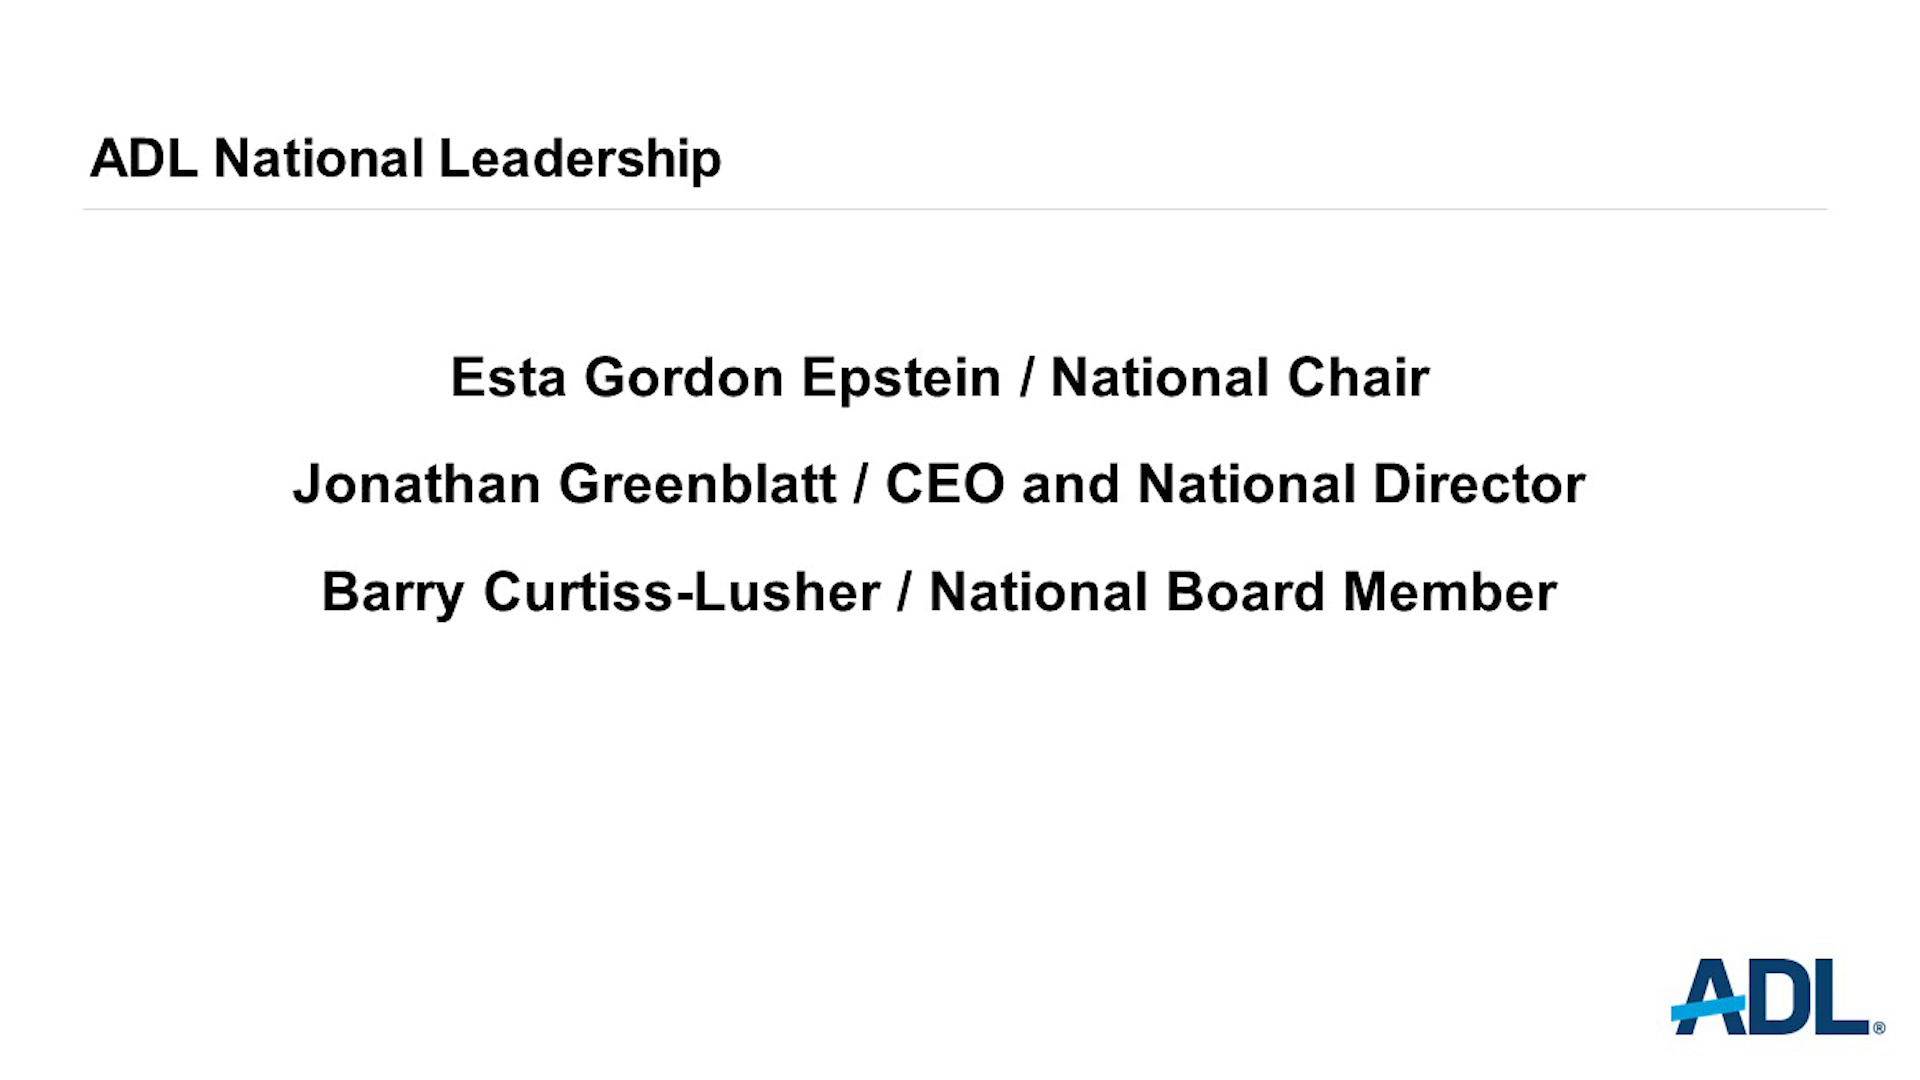 ADL National Leadership
Esta Gordon Epstein / National Chair
Jonathan Greenblatt / CEO and National Director
Barry Curtiss-Lusher / National Board Member
ADL®